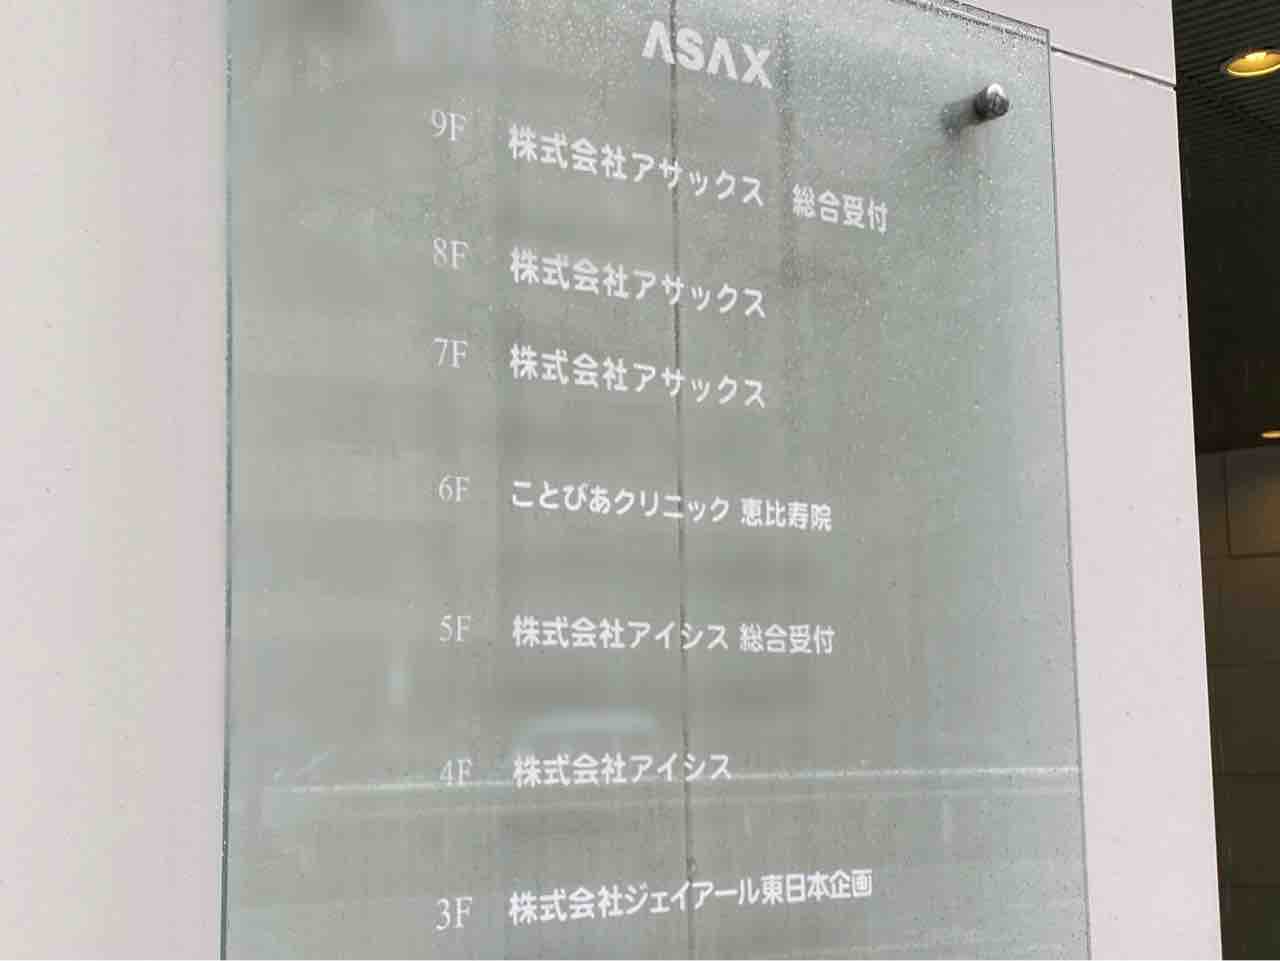 ASAX
9F 株式会社アサックス 総合受付
8F 株式会社アサックス
7F 株式会社アサックス
6F ことびあクリニック 恵比寿院
5F 株式会社アイシス 総合受付
4F 株式会社アイシス
3F 株式会社ジェイアール東日本企画